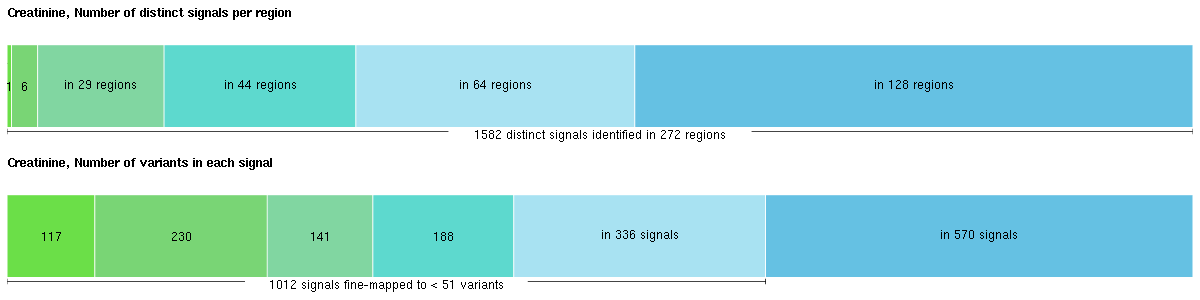 Creatinine, Number of distinct signals per region
1 6 in 29 regions in 44 regions in 64 regions in 128 regions
1582 distinct signals identified in 272 regions
Creatinine, Number of variants in each signal
117 230 141 188 in 336 signals in 570 signals
1012 signals fine-mapped to < 51 variants